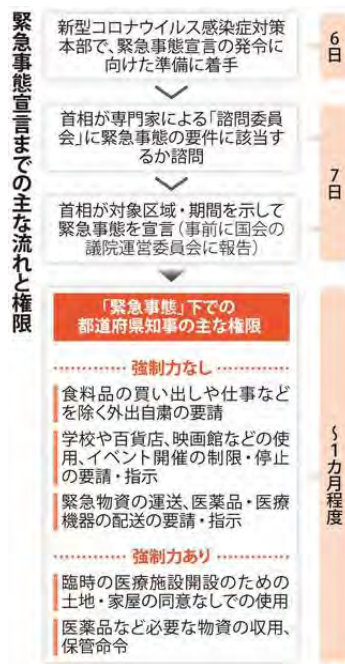 緊急事態宣言までの主な流れと権限
新型コロナウイルス感染症対策
本部で、緊急事態宣言の発令に
向けた準備に着手
6日
首相が専門家による「諮問委員
会」に緊急事態の要件に該当す
るか諮問
首相が対象区域・期間を示して
緊急事態を宣言(事前に国会の
議院運営委員会に報告)
7日
「緊急事態」下での
都道府県知事の主な権限
強制力なし
食料品の買い出しや仕事など
を除く外出自粛の要請
学校や百貨店、映画館などの使
用、イベント開催の制限・停止
の要請・指示
緊急物資の運送、医薬品・医療
機器の配送の要請・指示
強制力あり
臨時の医療施設開設のための
土地・家屋の同意なしでの使用
医薬品など必要な物資の収用、
保管命令
~1カ月程度